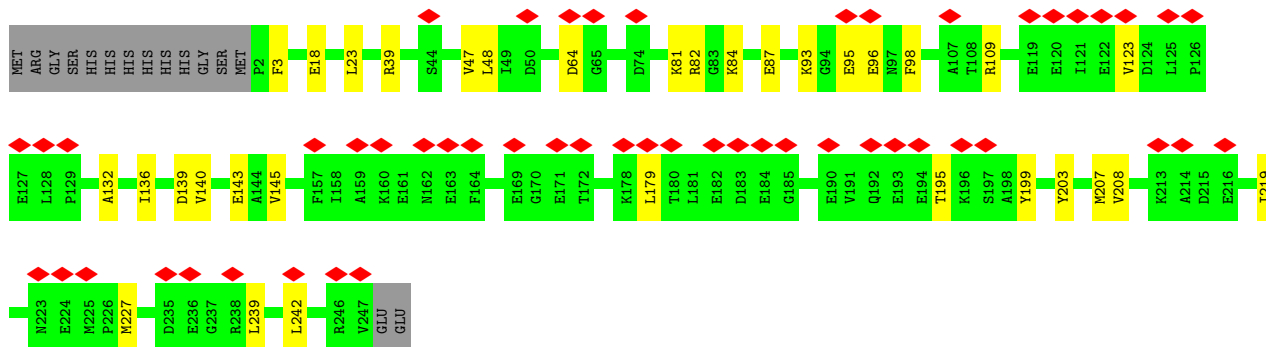 MET ARG GLY SER HIS HIS HIS HIS HIS HIS GLY SER MET P2 F3 E18 L23 R39 S44 V47 L48 I49 D50 D64 G65 D74 K81 R82 G83 K84 E87 K93 G94 E95 E96 N97 F98 A107 T108 R109 E119 E120 I121 E122 V123 D124 L125 P126
E127 L128 P129 A132 I136 D139 V140 E143 A144 V145 F157 I158 A159 K160 E161 N162 E163 F164 E169 G170 E171 T172 K178 L179 T180 L181 E182 D183 E184 G185 E190 V191 Q192 E193 E194 T195 K196 S197 A198 Y199 Y203 M207 V208 K213 A214 D215 E216 I219
N223 E224 M225 P226 M227 D235 E236 G237 R238 L239 L242 R246 V247 GLU GLU